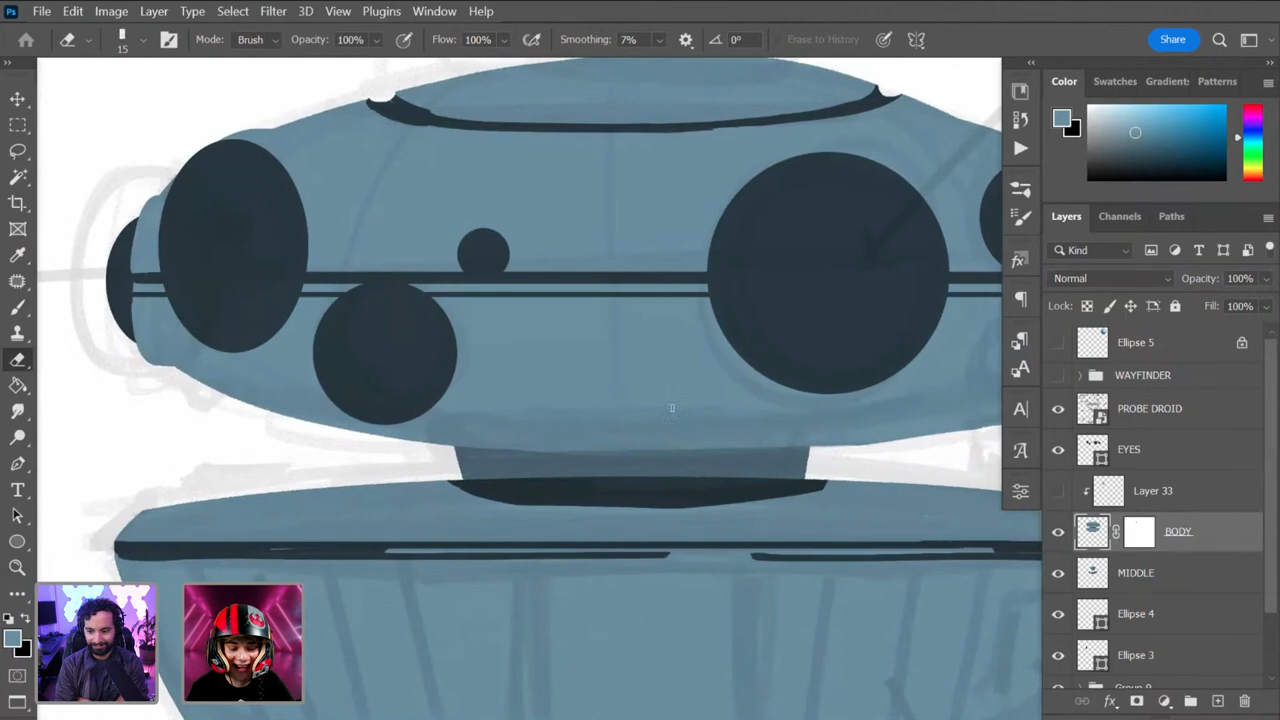 Ps File Edit Image Layer Type Select Filter 3D View Plugins Window Help
15 Mode: Brush Opacity: 100% Flow: 100% Smoothing: 7% 0° Erase to History Share
Color Swatches Gradient: Patterns
Layers Channels Paths
Kind
Normal Opacity: 100%
Lock: Fill: 100%
Ellipse 5
WAYFINDER
PROBE DROID
EYES
Layer 33
BODY
MIDDLE
Ellipse 4
Ellipse 3